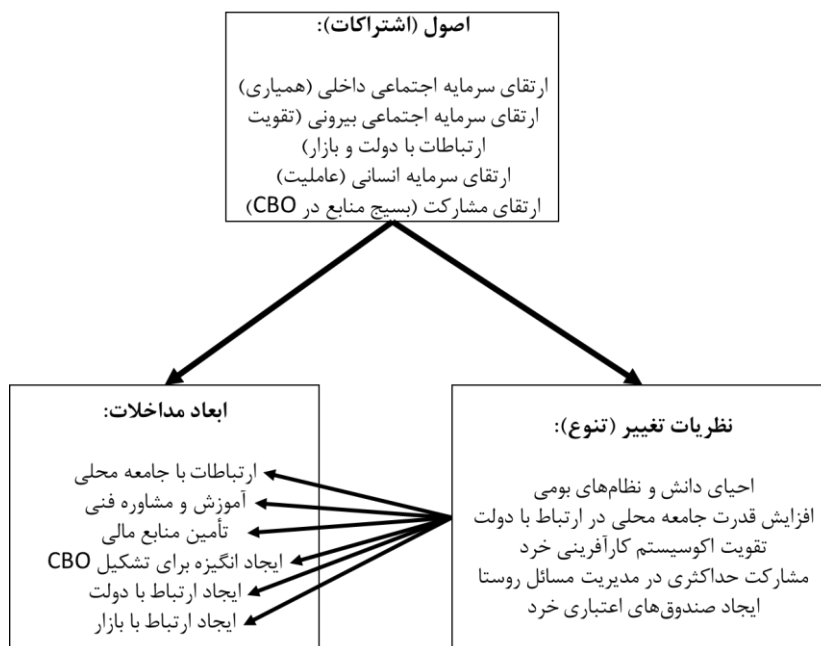 اصول (اشتراکات):
ارتقای سرمایه اجتماعی داخلی (همیاری)
ارتقای سرمایه اجتماعی بیرونی (تقویت
ارتباطات با دولت و بازار)
ارتقای سرمایه انسانی (عاملیت)
ارتقای مشارکت (بسیج منابع در CBO)
نظریات تغییر (تنوع):
احیای دانش و نظام‌های بومی
افزایش قدرت جامعه محلی در ارتباط با دولت
تقویت اکوسیستم کارآفرینی خرد
مشارکت حداکثری در مدیریت مسائل روستا
ایجاد صندوق‌های اعتباری خرد
ابعاد مداخلات:
ارتباطات با جامعه محلی
آموزش و مشاوره فنی
تأمین منابع مالی
ایجاد انگیزه برای تشکیل CBO
ایجاد ارتباط با دولت
ایجاد ارتباط با بازار